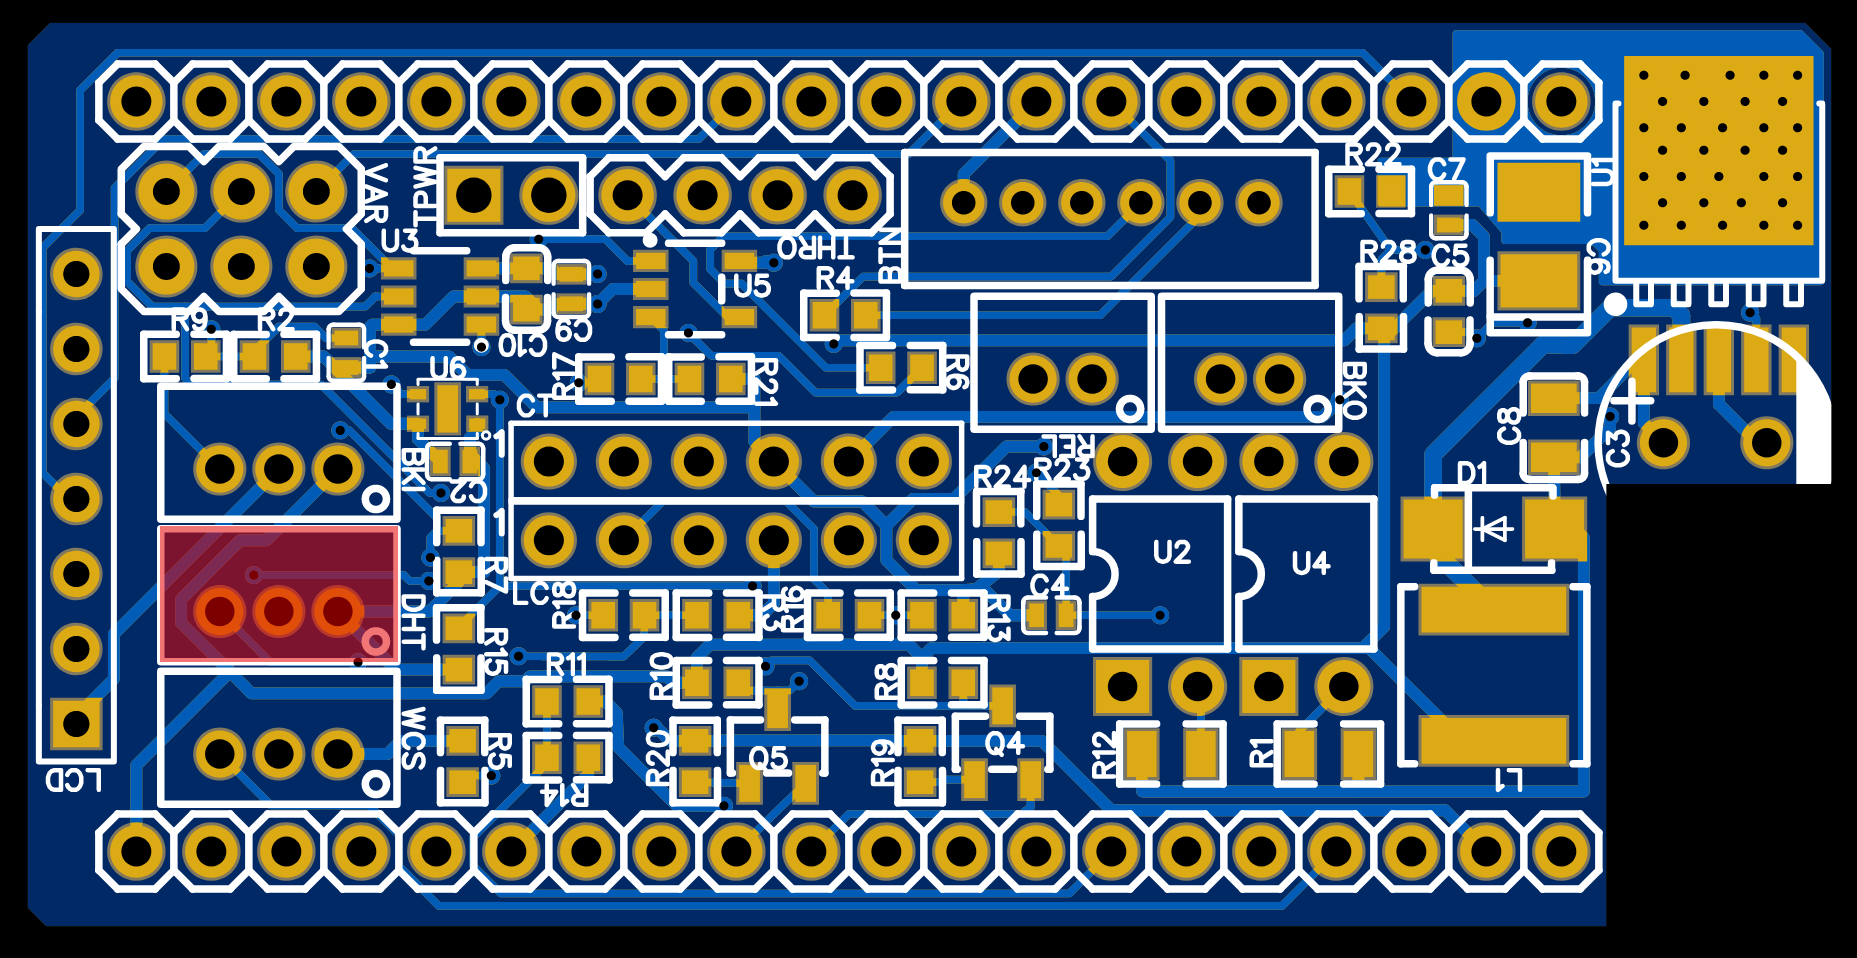 R22
C7
U1
VAR
TPWR
U3
THRO
BTN
R28
C5
C6
R4
U5
R9
R2
C1
C10
C9
U6
R17
R21
R6
BKO
CT
C8
C3
REL
BKI
C2
1
R24
R23
D1
1
R7
U2
U4
LC
R18
R3
R16
R13
C4
DHT
R15
R11
R10
R8
WCS
R5
R20
Q5
R19
Q4
R12
R1
LCD
R14
L1